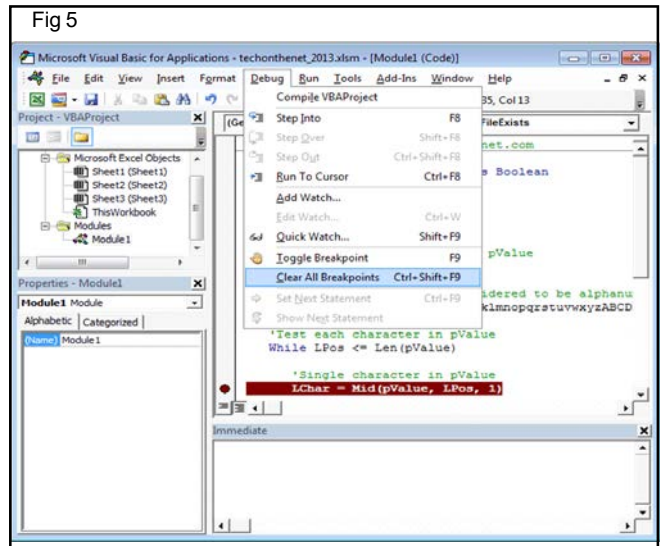 Fig 5
Microsoft Visual Basic for Applications - techonthenet_2013.xlsm - [Module1 (Code)]
File Edit View Insert Format Debug Run Tools Add-Ins Window Help
35, Col 13
Project - VBAProject
(Ge
FileExists
Microsoft Excel Objects
Sheet1 (Sheet1)
Sheet2 (Sheet2)
Sheet3 (Sheet3)
ThisWorkbook
Modules
Module1
Compile VBAProject
Step Into F8
Step Over Shift+F8
Step Out Ctrl+Shift+F8
Run To Cursor Ctrl+F8
Add Watch...
Edit Watch... Ctrl+W
Quick Watch... Shift+F9
Toggle Breakpoint F9
Clear All Breakpoints Ctrl+Shift+F9
Set Next Statement Ctrl+F9
Show Next Statement
net.com
s Boolean
pValue
idered to be alphanu
klmnopqrstuvwxyzABCD
'Test each character in pValue
While LPos <= Len(pValue)
'Single character in pValue
LChar = Mid(pValue, LPos, 1)
Properties - Module1
Module1 Module
Alphabetic Categorized
(Name) Module1
Immediate